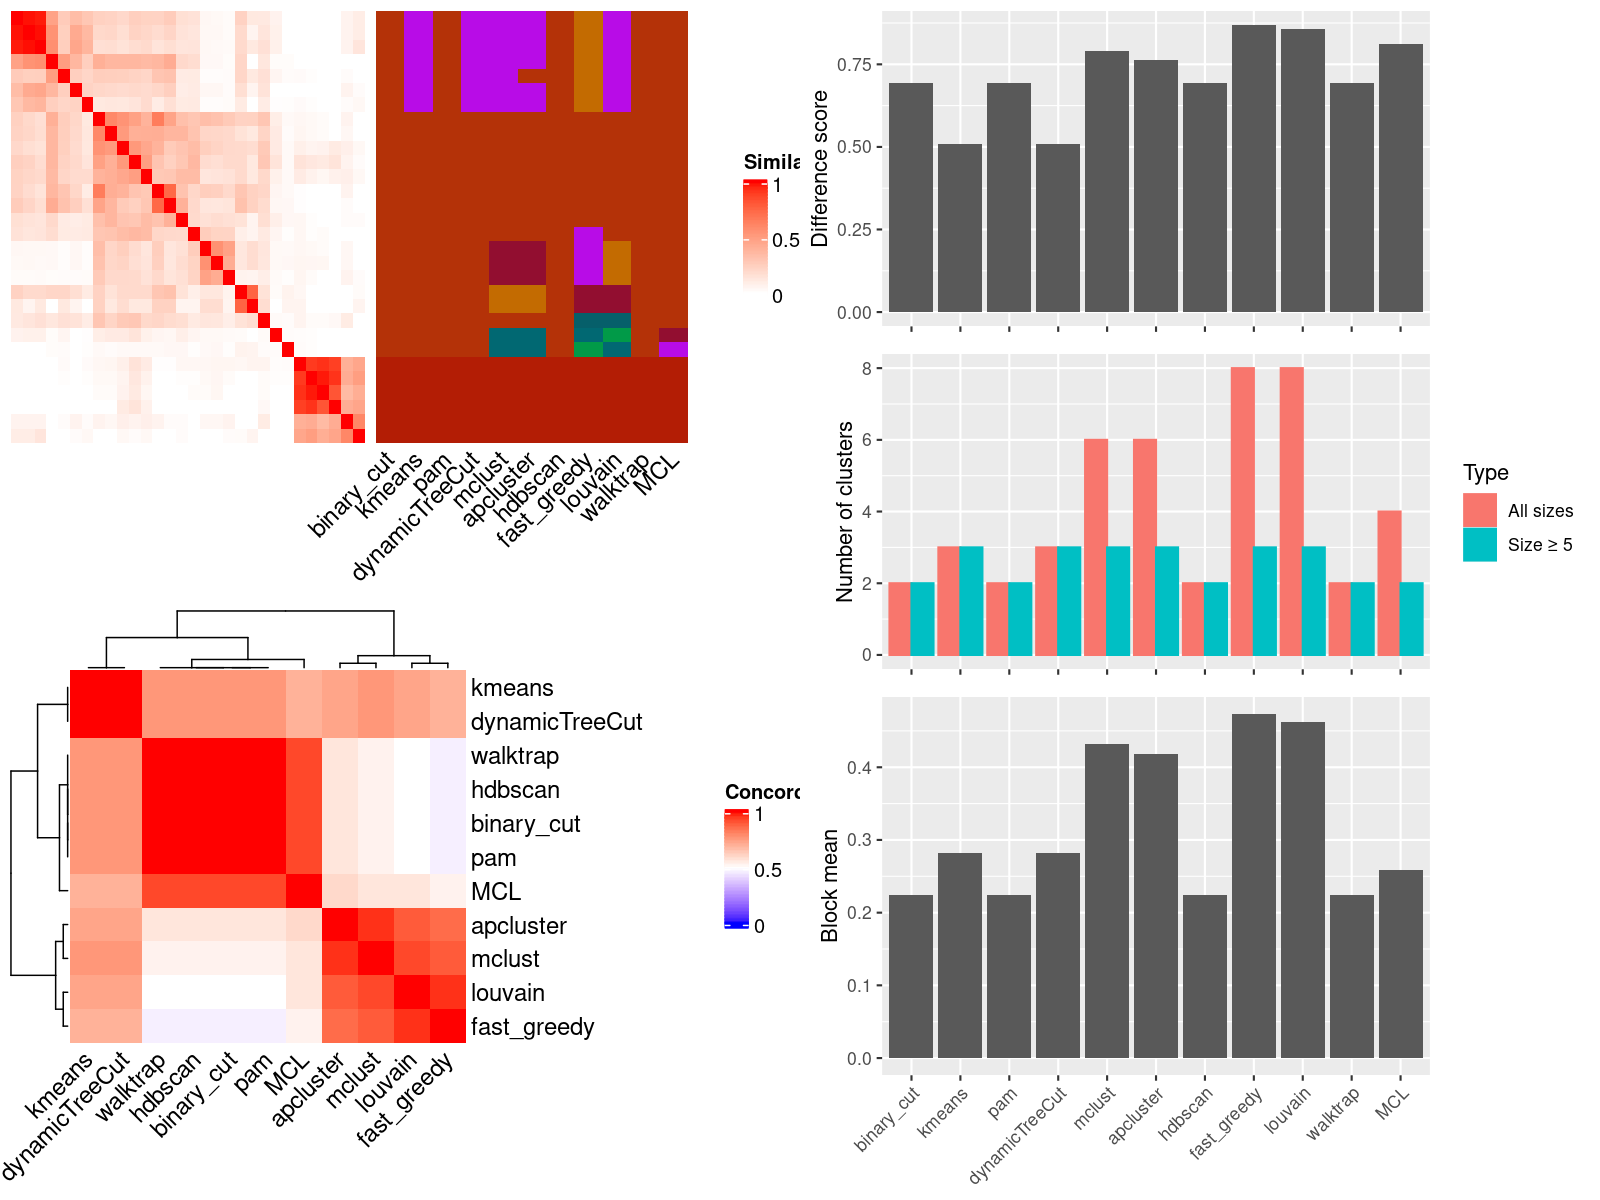 Simila
1
0.5
0
binary_cut
kmeans
pam
dynamicTreeCut
mclust
apcluster
hdbscan
fast_greedy
louvain
walktrap
MCL
kmeans
dynamicTreeCut
walktrap
hdbscan
binary_cut
pam
MCL
apcluster
mclust
louvain
fast_greedy
kmeans
dynamicTreeCut
walktrap
hdbscan
binary_cut
pam
MCL
apcluster
mclust
louvain
fast_greedy
Concord
1
0.5
0
Difference score
0.75
0.50
0.25
0.00
Number of clusters
8
6
4
2
0
Type
All sizes
Size ≥ 5
Block mean
0.4
0.3
0.2
0.1
0.0
binary_cut
kmeans
pam
dynamicTreeCut
mclust
apcluster
hdbscan
fast_greedy
louvain
walktrap
MCL